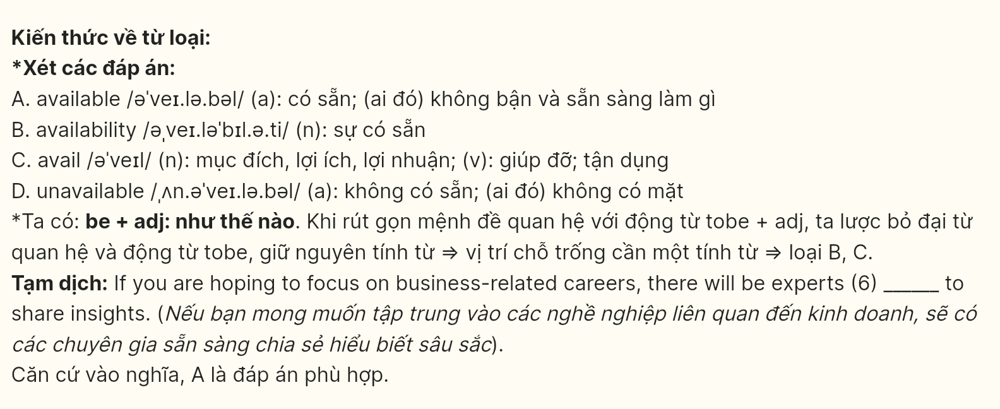 Kiến thức về từ loại:
*Xét các đáp án:
A. available /əˈveɪ.lə.bəl/ (a): có sẵn; (ai đó) không bận và sẵn sàng làm gì
B. availability /əˌveɪ.ləˈbɪl.ə.ti/ (n): sự có sẵn
C. avail /əˈveɪl/ (n): mục đích, lợi ích, lợi nhuận; (v): giúp đỡ; tận dụng
D. unavailable /ˌʌn.əˈveɪ.lə.bəl/ (a): không có sẵn; (ai đó) không có mặt
*Ta có: be + adj: như thế nào. Khi rút gọn mệnh đề quan hệ với động từ tobe + adj, ta lược bỏ đại từ
quan hệ và động từ tobe, giữ nguyên tính từ ⇒ vị trí chỗ trống cần một tính từ ⇒ loại B, C.
Tạm dịch: If you are hoping to focus on business-related careers, there will be experts (6) ______ to
share insights. (Nếu bạn mong muốn tập trung vào các nghề nghiệp liên quan đến kinh doanh, sẽ có
các chuyên gia sẵn sàng chia sẻ hiểu biết sâu sắc).
Căn cứ vào nghĩa, A là đáp án phù hợp.